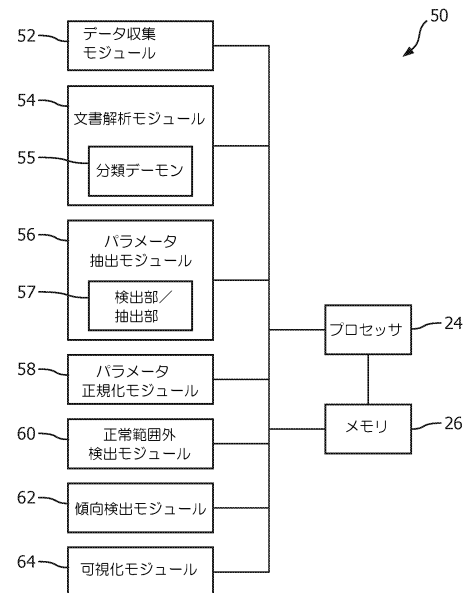 50
52
データ収集
モジュール
54
文書解析モジュール
55
分類デーモン
56
パラメータ
抽出モジュール
57
検出部／
抽出部
プロセッサ
24
58
パラメータ
正規化モジュール
メモリ
26
60
正常範囲外
検出モジュール
62
傾向検出モジュール
64
可視化モジュール